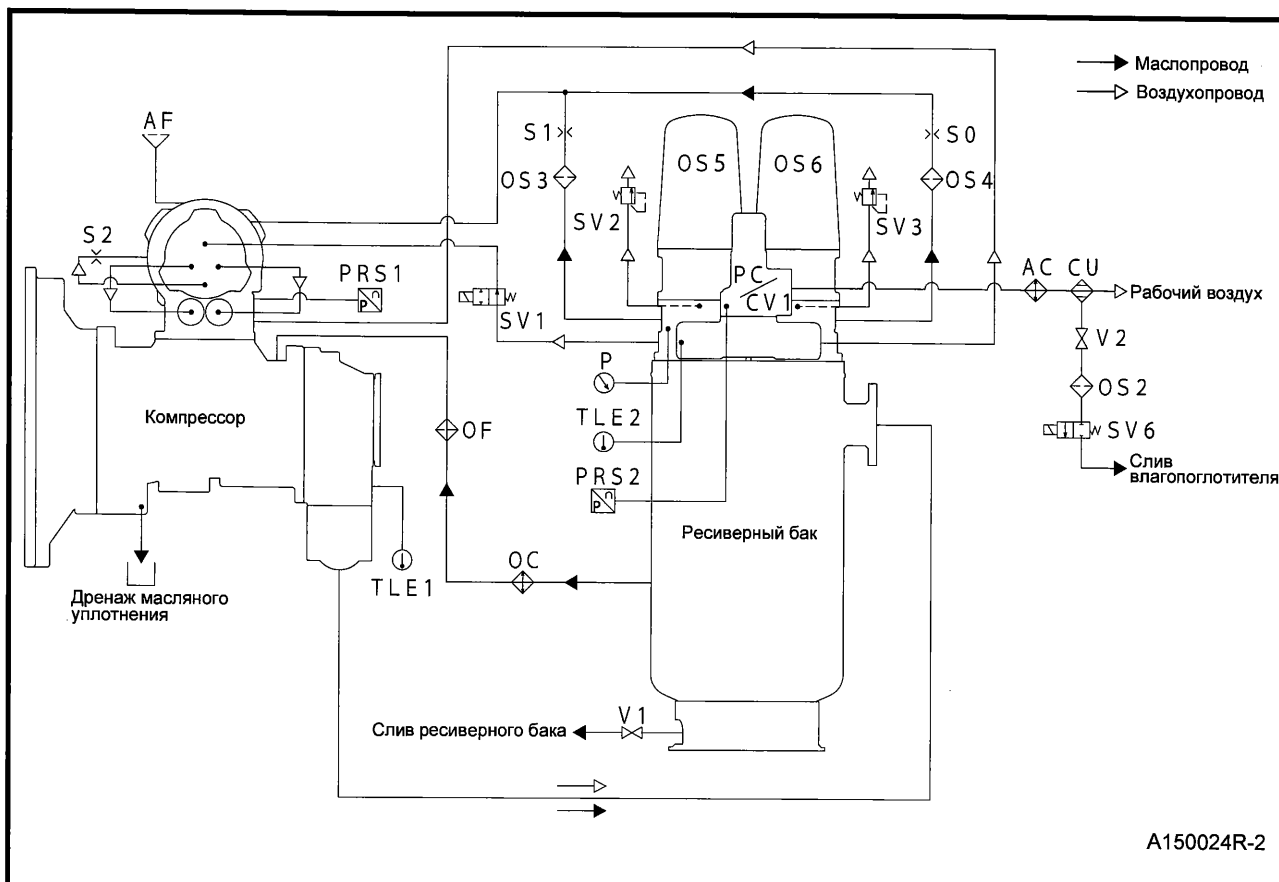 Маслопровод
Воздухопровод
AF
S1
S0
OS5
OS6
OS3
OS4
SV2
SV3
S2
PRS1
P
SV1
PC
CV1
AC
CU
Рабочий воздух
V2
P
OS2
TLE2
SV6
Компрессор
OF
PRS2
P
Слив
влагопоглотителя
Ресиверный бак
OC
TLE1
Дренаж масляного
уплотнения
V1
Слив ресиверного бака
A150024R-2